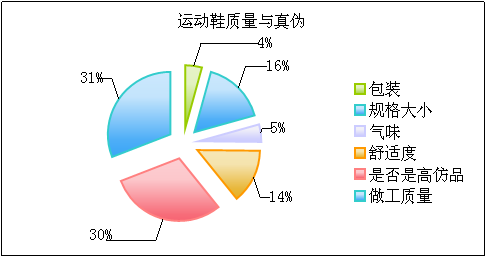 运动鞋质量与真伪
4%
16%
5%
14%
30%
31%
包装
规格大小
气味
舒适度
是否是高仿品
做工质量